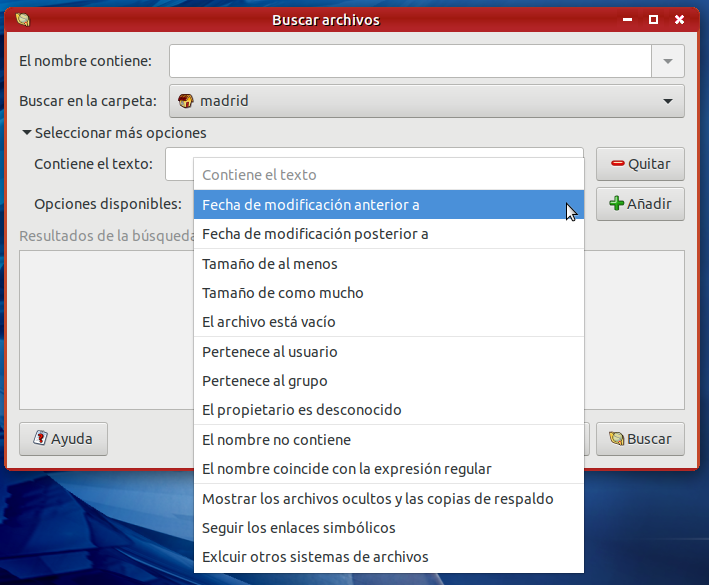 Buscar archivos
El nombre contiene:
Buscar en la carpeta: madrid
Seleccionar más opciones
Contiene el texto: Quitar
Opciones disponibles: Añadir
Resultados de la búsqueda
Contiene el texto
Fecha de modificación anterior a
Fecha de modificación posterior a
Tamaño de al menos
Tamaño de como mucho
El archivo está vacío
Pertenece al usuario
Pertenece al grupo
El propietario es desconocido
El nombre no contiene
El nombre coincide con la expresión regular
Mostrar los archivos ocultos y las copias de respaldo
Seguir los enlaces simbólicos
Exlcuir otros sistemas de archivos
Ayuda Buscar